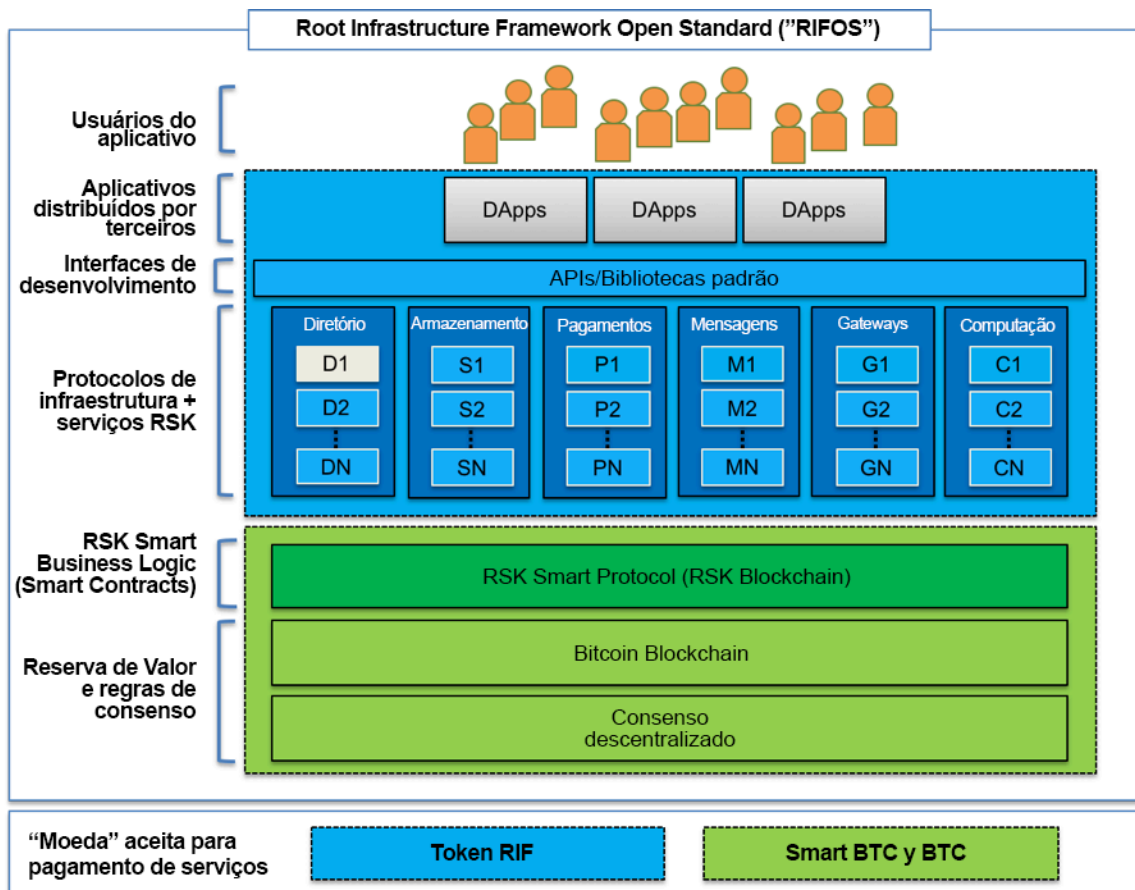 Root Infrastructure Framework Open Standard (”RIFOS”)
Usuários do
aplicativo
Aplicativos
distribuídos por
terceiros
DApps
DApps
DApps
Interfaces de
desenvolvimento
APIs/Bibliotecas padrão
Protocolos de
infraestrutura +
serviços RSK
Diretório
D1
D2
DN
Armazenamento
S1
S2
SN
Pagamentos
P1
P2
PN
Mensagens
M1
M2
MN
Gateways
G1
G2
GN
Computação
C1
C2
CN
RSK Smart
Business Logic
(Smart Contracts)
RSK Smart Protocol (RSK Blockchain)
Reserva de Valor
e regras de
consenso
Bitcoin Blockchain
Consenso
descentralizado
“Moeda” aceita para
pagamento de serviços
Token RIF
Smart BTC y BTC